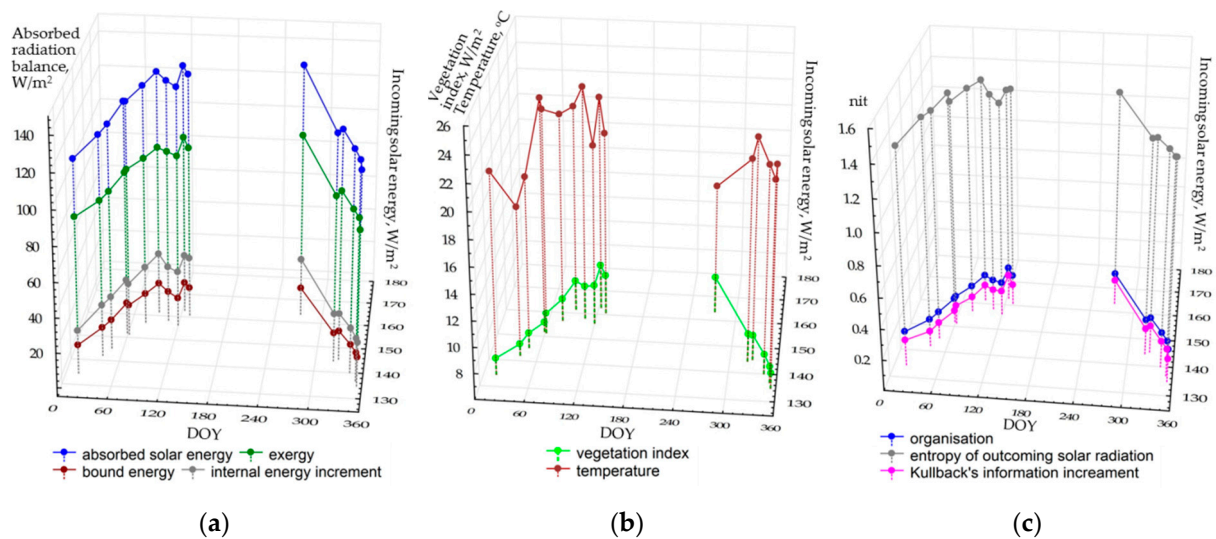 Absorbed
radiation
balance,
W/m²
140
120
100
80
60
40
20
0
60
120
180
240
300
360
DOY
180
170
160
150
140
130
Incoming solar energy, W/m²
absorbed solar energy
exergy
bound energy
internal energy increment
(a)
Vegetation
index, W/m²
Temperature, °C
26
24
22
20
18
16
14
12
10
8
0
60
120
180
240
300
360
DOY
180
170
160
150
140
130
Incoming solar energy, W/m²
vegetation index
temperature
(b)
nit
1.6
1.4
1.2
1.0
0.8
0.6
0.4
0.2
0
60
120
180
240
300
360
DOY
180
170
160
150
140
130
Incoming solar energy, W/m²
organisation
entropy of outcoming solar radiation
Kullback's information increament
(c)